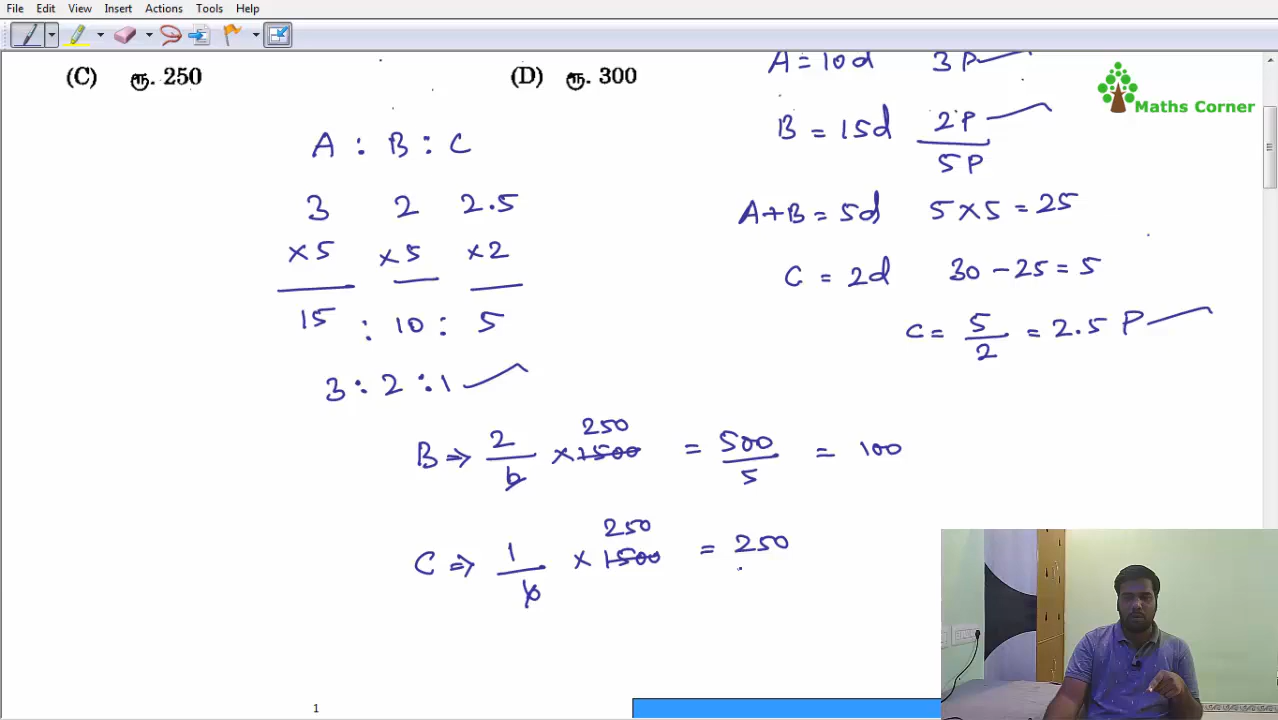 File Edit View Insert Actions Tools Help
(C) ரூ. 250 (D) ரூ. 300
Maths Corner
A : B : C
3 2 2.5
×5 ×5 ×2
15 : 10 : 5
3 : 2 : 1
A = 10d 3P
B = 15d 2P
5P
A+B = 5d 5×5 = 25
C = 2d 30-25 = 5
C = 5/2 = 2.5 P
250
B ⇒ 2/6 × 1500 = 500/5 = 100
250
C ⇒ 1/6 × 1500 = 250
1